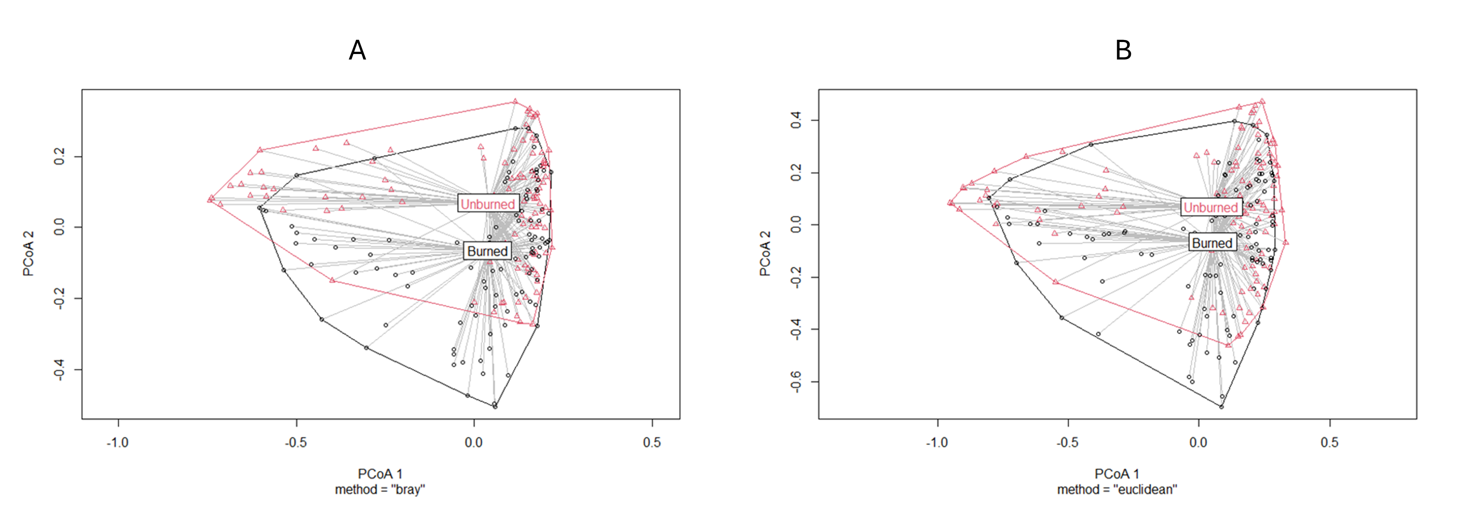 A
B
PCoA 2
0.2
0.0
-0.2
-0.4
Unburned
Burned
-1.0
-0.5
0.0
0.5
PCoA 1
method = "bray"
PCoA 2
0.4
0.2
0.0
-0.2
-0.4
-0.6
Unburned
Burned
-1.0
-0.5
0.0
0.5
PCoA 1
method = "euclidean"